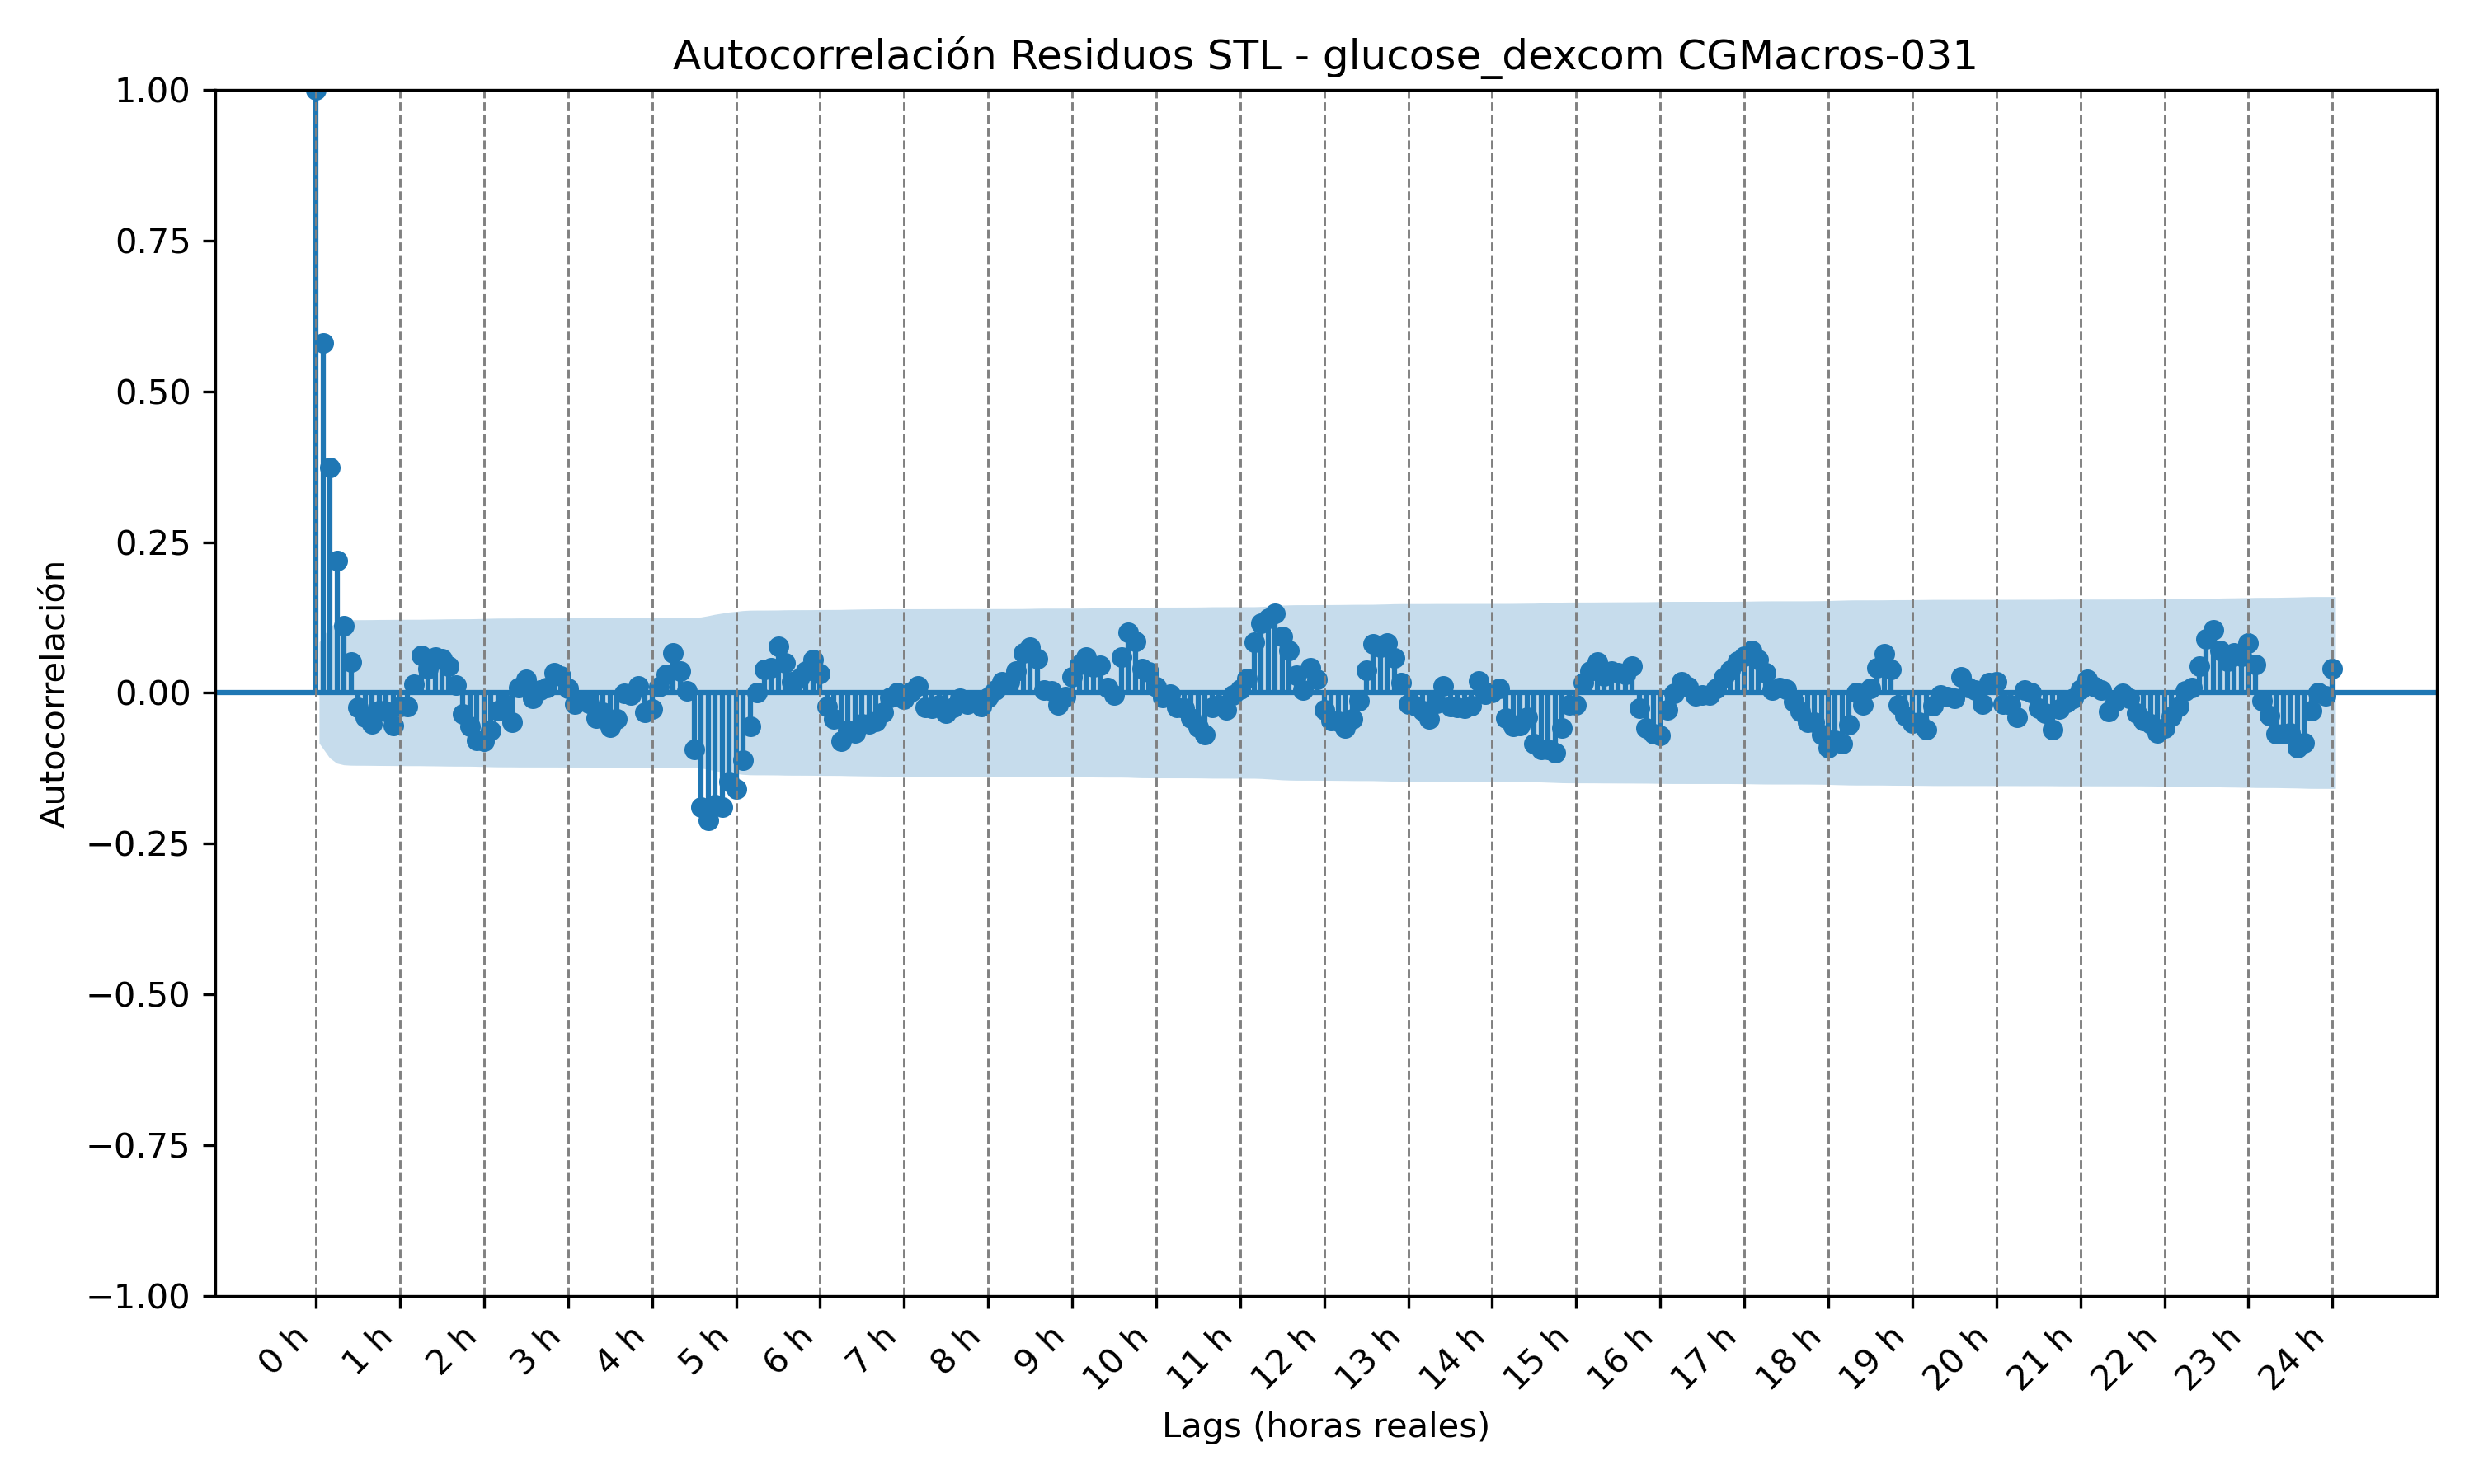 Autocorrelación Residuos STL - glucose_dexcom CGMacros-031
1.00
0.75
0.50
0.25
0.00
−0.25
−0.50
−0.75
−1.00
Autocorrelación
0 h
1 h
2 h
3 h
4 h
5 h
6 h
7 h
8 h
9 h
10 h
11 h
12 h
13 h
14 h
15 h
16 h
17 h
18 h
19 h
20 h
21 h
22 h
23 h
24 h
Lags (horas reales)